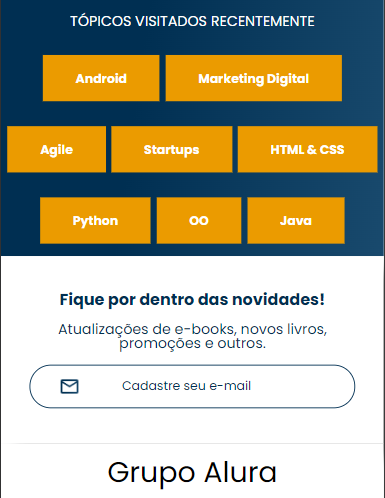 TÓPICOS VISITADOS RECENTEMENTE
Android Marketing Digital
Agile Startups HTML & CSS
Python OO Java
Fique por dentro das novidades!
Atualizações de e-books, novos livros,
promoções e outros.
Cadastre seu e-mail
Grupo Alura